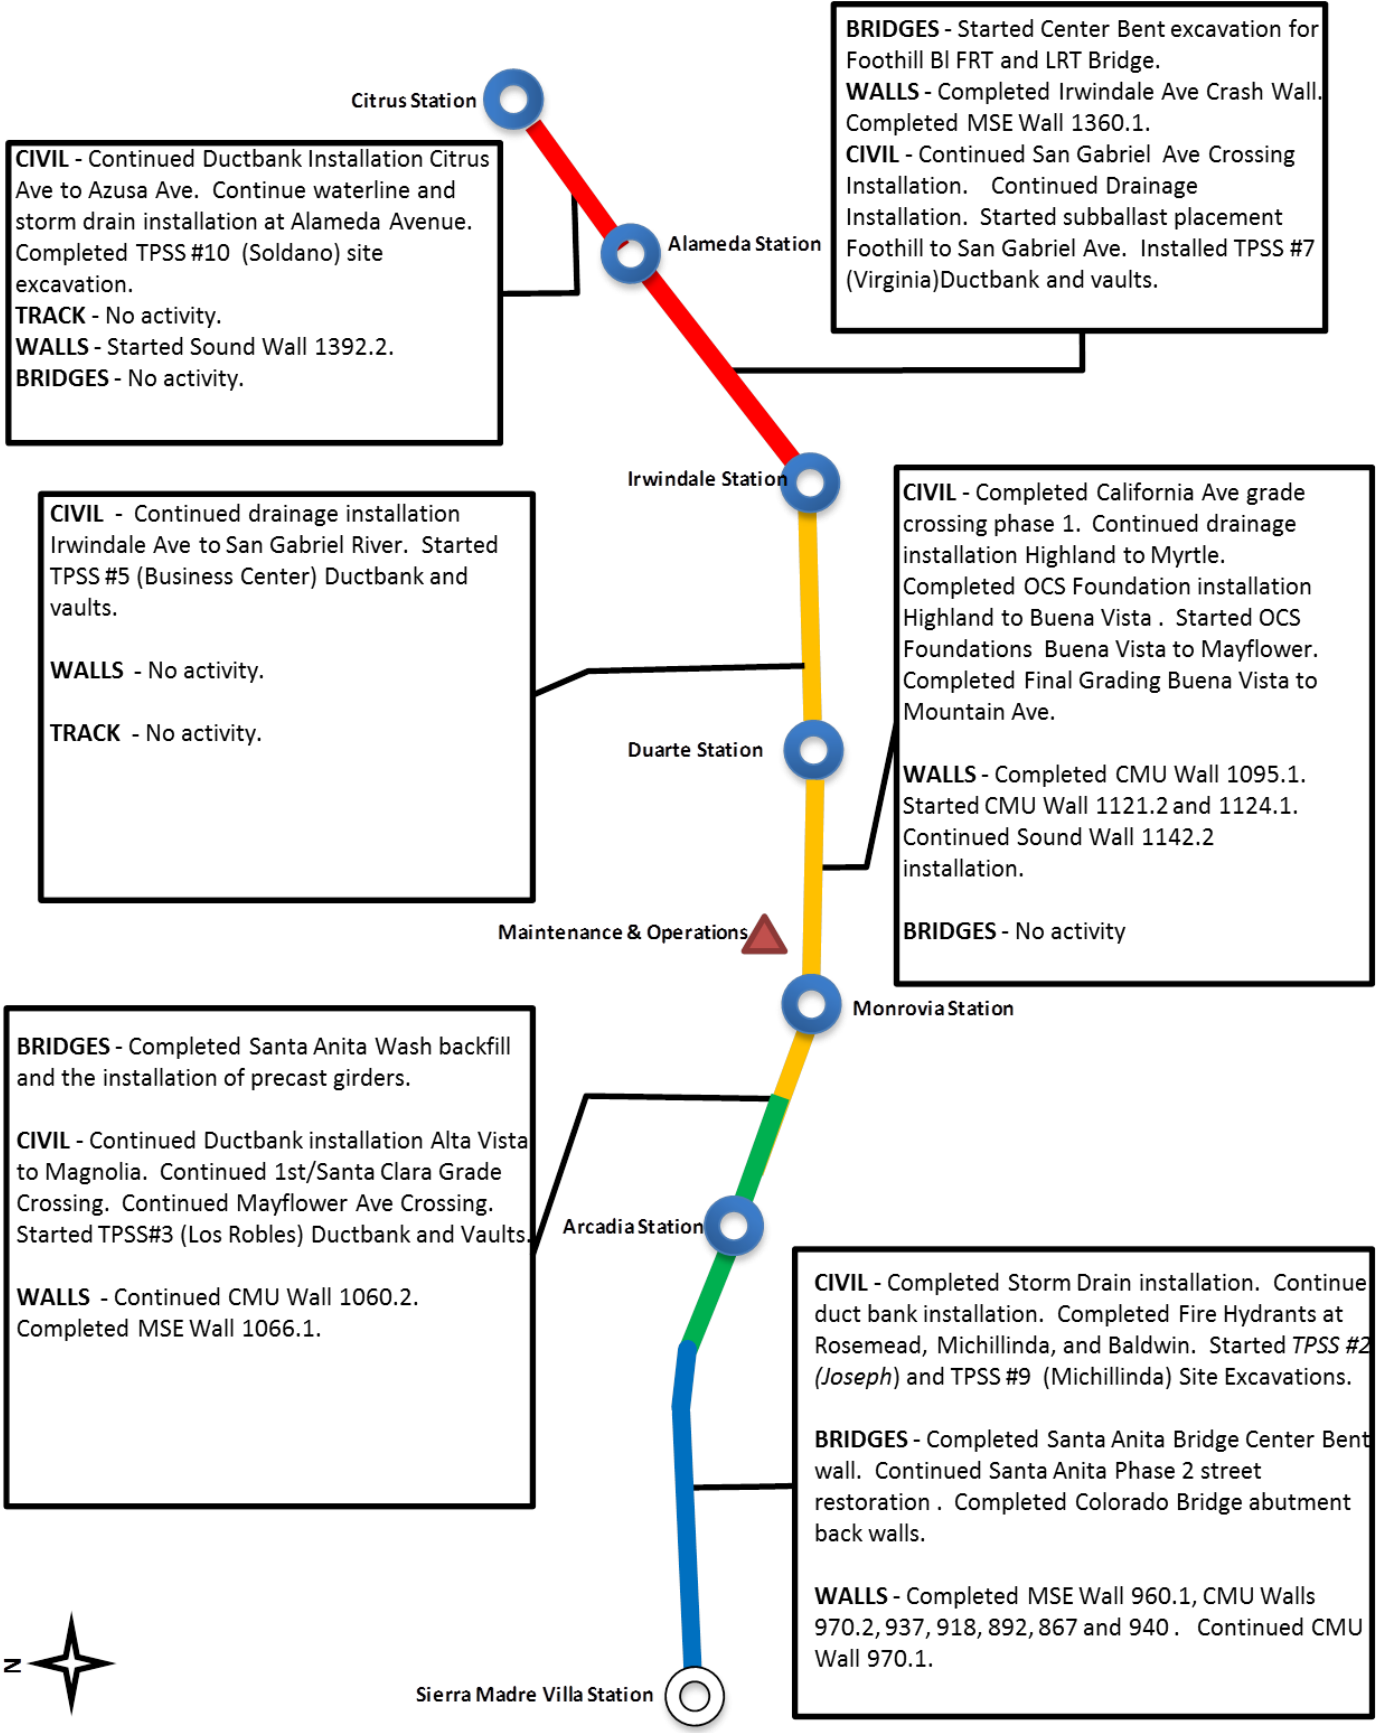 Citrus Station
BRIDGES - Started Center Bent excavation for
Foothill Bl FRT and LRT Bridge.
WALLS - Completed Irwindale Ave Crash Wall.
Completed MSE Wall 1360.1.
CIVIL - Continued San Gabriel Ave Crossing
Installation. Continued Drainage
Installation. Started subballast placement
Foothill to San Gabriel Ave. Installed TPSS #7
(Virginia)Ductbank and vaults.
CIVIL - Continued Ductbank Installation Citrus
Ave to Azusa Ave. Continue waterline and
storm drain installation at Alameda Avenue.
Completed TPSS #10 (Soldano) site
excavation.
TRACK - No activity.
WALLS - Started Sound Wall 1392.2.
BRIDGES - No activity.
Alameda Station
Irwindale Station
CIVIL - Continued drainage installation
Irwindale Ave to San Gabriel River. Started
TPSS #5 (Business Center) Ductbank and
vaults.
WALLS - No activity.
TRACK - No activity.
CIVIL - Completed California Ave grade
crossing phase 1. Continued drainage
installation Highland to Myrtle.
Completed OCS Foundation installation
Highland to Buena Vista . Started OCS
Foundations Buena Vista to Mayflower.
Completed Final Grading Buena Vista to
Mountain Ave.
WALLS - Completed CMU Wall 1095.1.
Started CMU Wall 1121.2 and 1124.1.
Continued Sound Wall 1142.2
installation.
BRIDGES - No activity
Duarte Station
Maintenance & Operations
Monrovia Station
BRIDGES - Completed Santa Anita Wash backfill
and the installation of precast girders.
CIVIL - Continued Ductbank installation Alta Vista
to Magnolia. Continued 1st/Santa Clara Grade
Crossing. Continued Mayflower Ave Crossing.
Started TPSS#3 (Los Robles) Ductbank and Vaults.
WALLS - Continued CMU Wall 1060.2.
Completed MSE Wall 1066.1.
Arcadia Station
CIVIL - Completed Storm Drain installation. Continue
duct bank installation. Completed Fire Hydrants at
Rosemead, Michillinda, and Baldwin. Started TPSS #2
(Joseph) and TPSS #9 (Michillinda) Site Excavations.
BRIDGES - Completed Santa Anita Bridge Center Bent
wall. Continued Santa Anita Phase 2 street
restoration . Completed Colorado Bridge abutment
back walls.
WALLS - Completed MSE Wall 960.1, CMU Walls
970.2, 937, 918, 892, 867 and 940 . Continued CMU
Wall 970.1.
N
Sierra Madre Villa Station